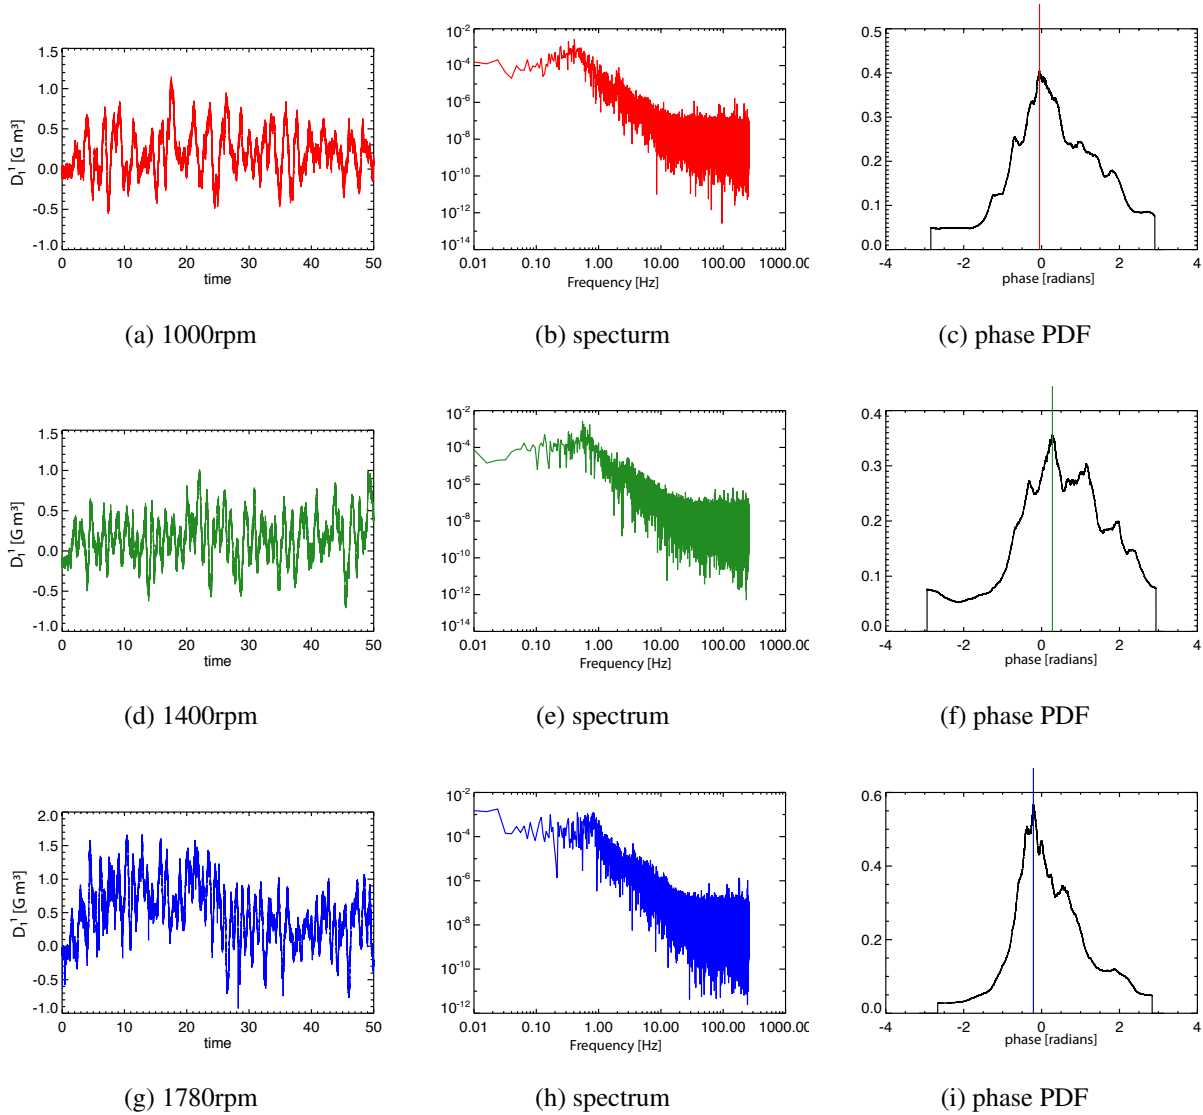 1.5
1.0
0.5
0.0
-0.5
-1.0
D₁¹ [G m³]
0 10 20 30 40 50
time
10⁻²
10⁻⁴
10⁻⁶
10⁻⁸
10⁻¹⁰
10⁻¹²
10⁻¹⁴
0.01 0.10 1.00 10.00 100.00 1000.00
Frequency [Hz]
0.5
0.4
0.3
0.2
0.1
0.0
-4 -2 0 2 4
phase [radians]
(a) 1000rpm
(b) specturm
(c) phase PDF
1.5
1.0
0.5
0.0
-0.5
-1.0
D₁¹ [G m³]
0 10 20 30 40 50
time
10⁻²
10⁻⁴
10⁻⁶
10⁻⁸
10⁻¹⁰
10⁻¹²
10⁻¹⁴
0.01 0.10 1.00 10.00 100.00 1000.00
Frequency [Hz]
0.4
0.3
0.2
0.1
0.0
-4 -2 0 2 4
phase [radians]
(d) 1400rpm
(e) spectrum
(f) phase PDF
2.0
1.5
1.0
0.5
0.0
-0.5
-1.0
D₁¹ [G m³]
0 10 20 30 40 50
time
10⁻²
10⁻⁴
10⁻⁶
10⁻⁸
10⁻¹⁰
10⁻¹²
0.01 0.10 1.00 10.00 100.00 1000.00
Frequency [Hz]
0.6
0.4
0.2
0.0
-4 -2 0 2 4
phase [radians]
(g) 1780rpm
(h) spectrum
(i) phase PDF